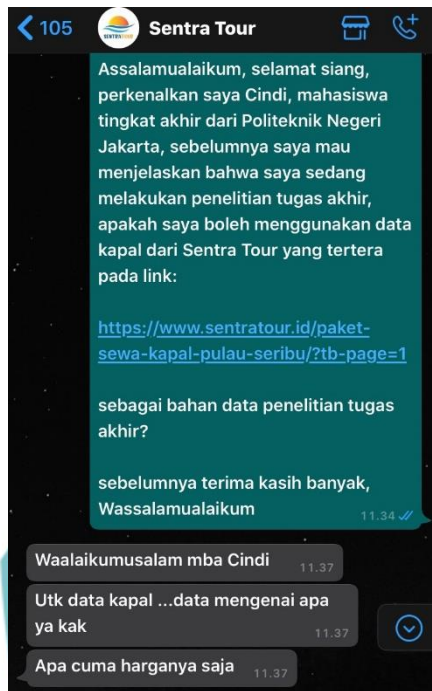 105
Sentra Tour
Assalamualaikum, selamat siang,
perkenalkan saya Cindi, mahasiswa
tingkat akhir dari Politeknik Negeri
Jakarta, sebelumnya saya mau
menjelaskan bahwa saya sedang
melakukan penelitian tugas akhir,
apakah saya boleh menggunakan data
kapal dari Sentra Tour yang tertera
pada link:
https://www.sentratour.id/paket-
sewa-kapal-pulau-seribu/?tb-page=1
sebagai bahan data penelitian tugas
akhir?
sebelumnya terima kasih banyak,
Wassalamualaikum
11.34
Waalaikumusalam mba Cindi 11.37
Utk data kapal ...data mengenai apa
ya kak 11.37
Apa cuma harganya saja 11.37